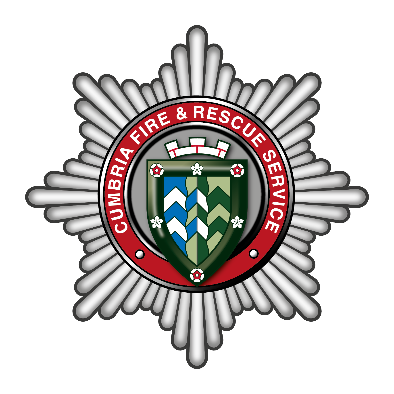 CUMBRIA FIRE & RESCUE SERVICE